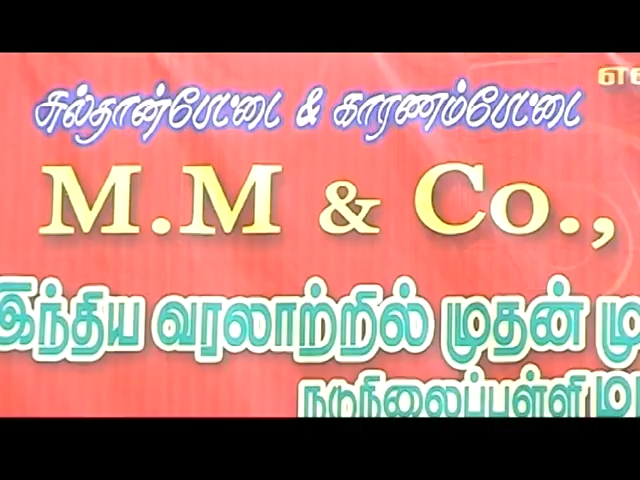 சுல்தான்பேட்டை & காரணம்பேட்டை
M.M & Co.,
இந்திய வரலாற்றில் முதன் மு
நடுநிலைப்பள்ளி